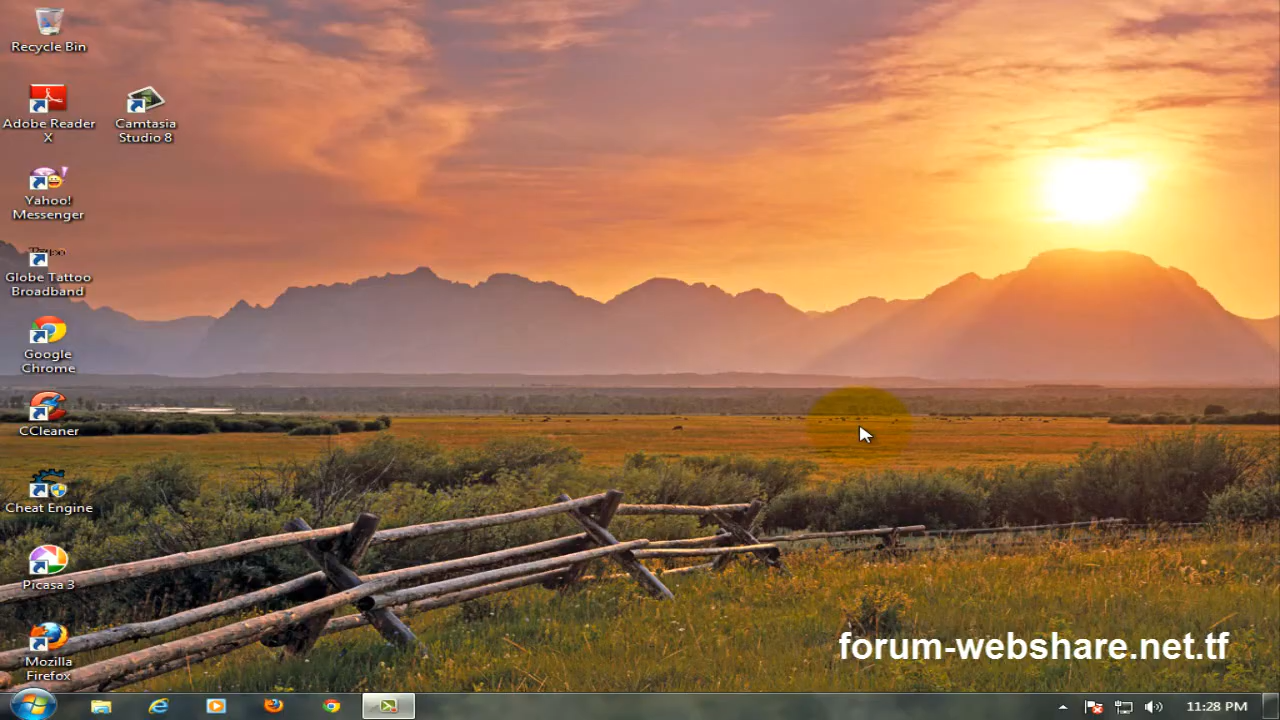 Recycle Bin
Adobe Reader
X
Camtasia
Studio 8
Yahoo!
Messenger
Globe Tattoo
Broadband
Google
Chrome
CCleaner
Cheat Engine
Picasa 3
Mozilla
Firefox
forum-webshare.net.tf
11:28 PM